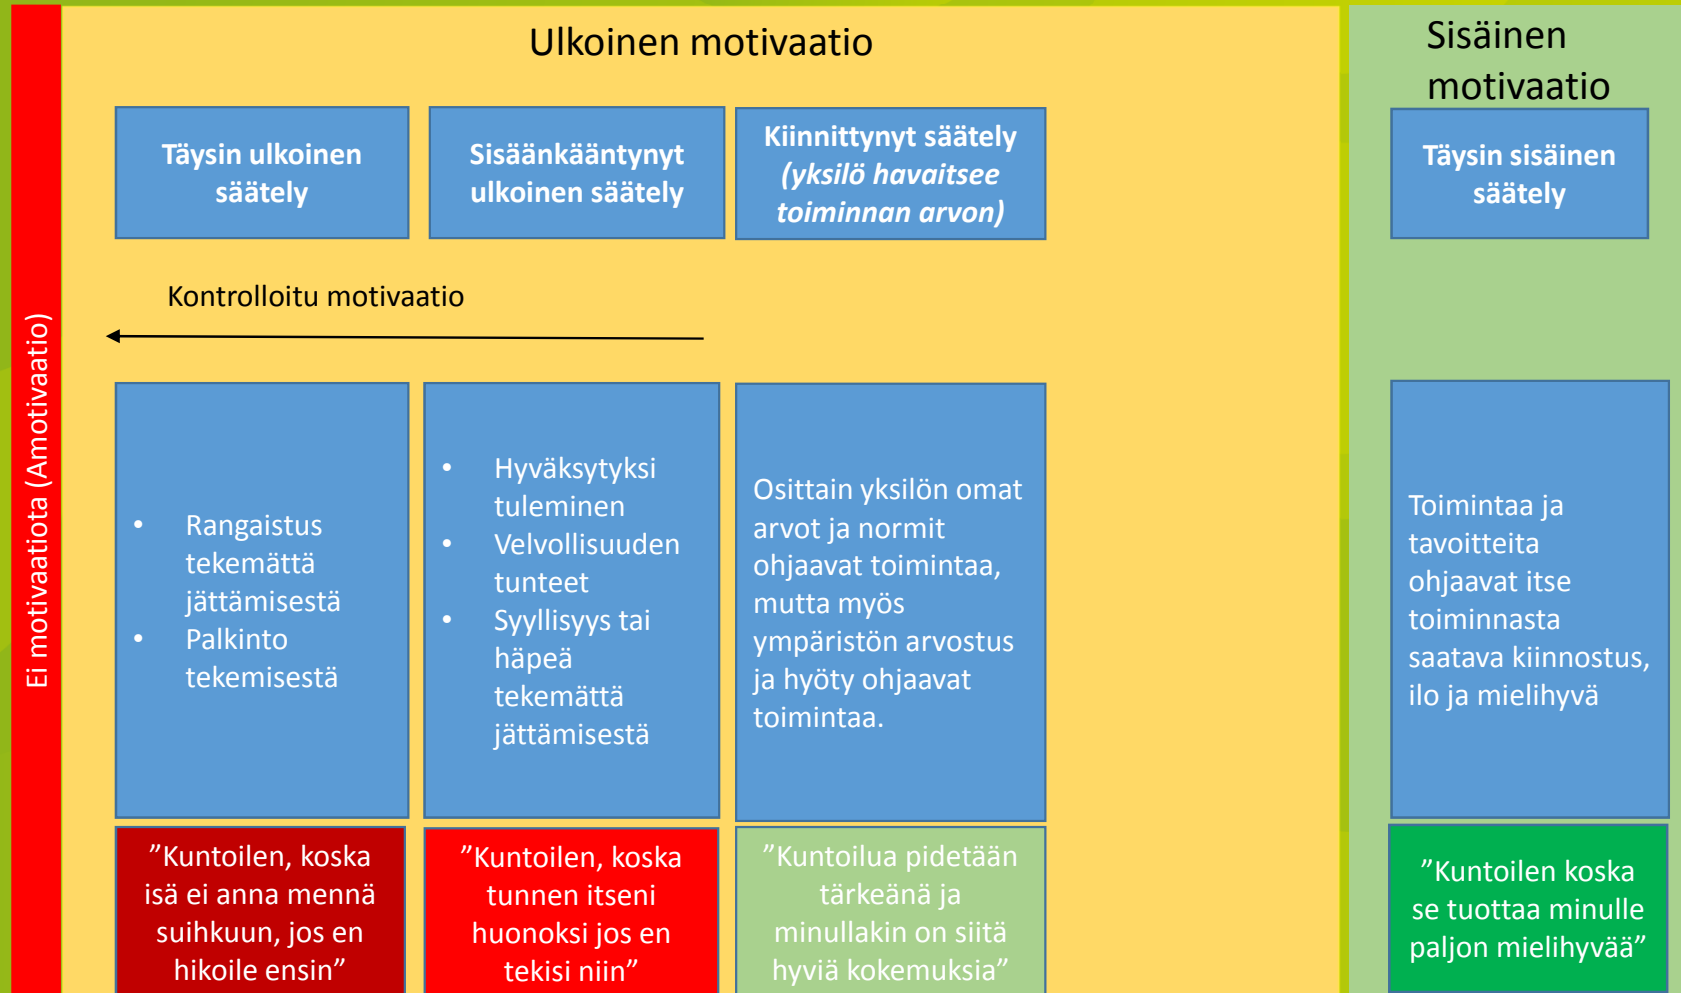 Ei motivaatiota (Amotivaatio)
Ulkoinen motivaatio
Sisäinen
motivaatio
Täysin ulkoinen
säätely
Sisäänkääntynyt
ulkoinen säätely
Kiinnittynyt säätely
(yksilö havaitsee
toiminnan arvon)
Täysin sisäinen
säätely
Kontrolloitu motivaatio
• Rangaistus
tekemättä
jättämisestä
• Palkinto
tekemisestä
• Hyväksytyksi
tuleminen
• Velvollisuuden
tunteet
• Syyllisyys tai
häpeä
tekemättä
jättämisestä
Osittain yksilön omat
arvot ja normit
ohjaavat toimintaa,
mutta myös
ympäristön arvostus
ja hyöty ohjaavat
toimintaa.
Toimintaa ja
tavoitteita
ohjaavat itse
toiminnasta
saatava kiinnostus,
ilo ja mielihyvä
”Kuntoilen, koska
isä ei anna mennä
suihkuun, jos en
hikoile ensin”
”Kuntoilen, koska
tunnen itseni
huonoksi jos en
tekisi niin”
”Kuntoilua pidetään
tärkeänä ja
minullakin on siitä
hyviä kokemuksia”
”Kuntoilen koska
se tuottaa minulle
paljon mielihyvää”